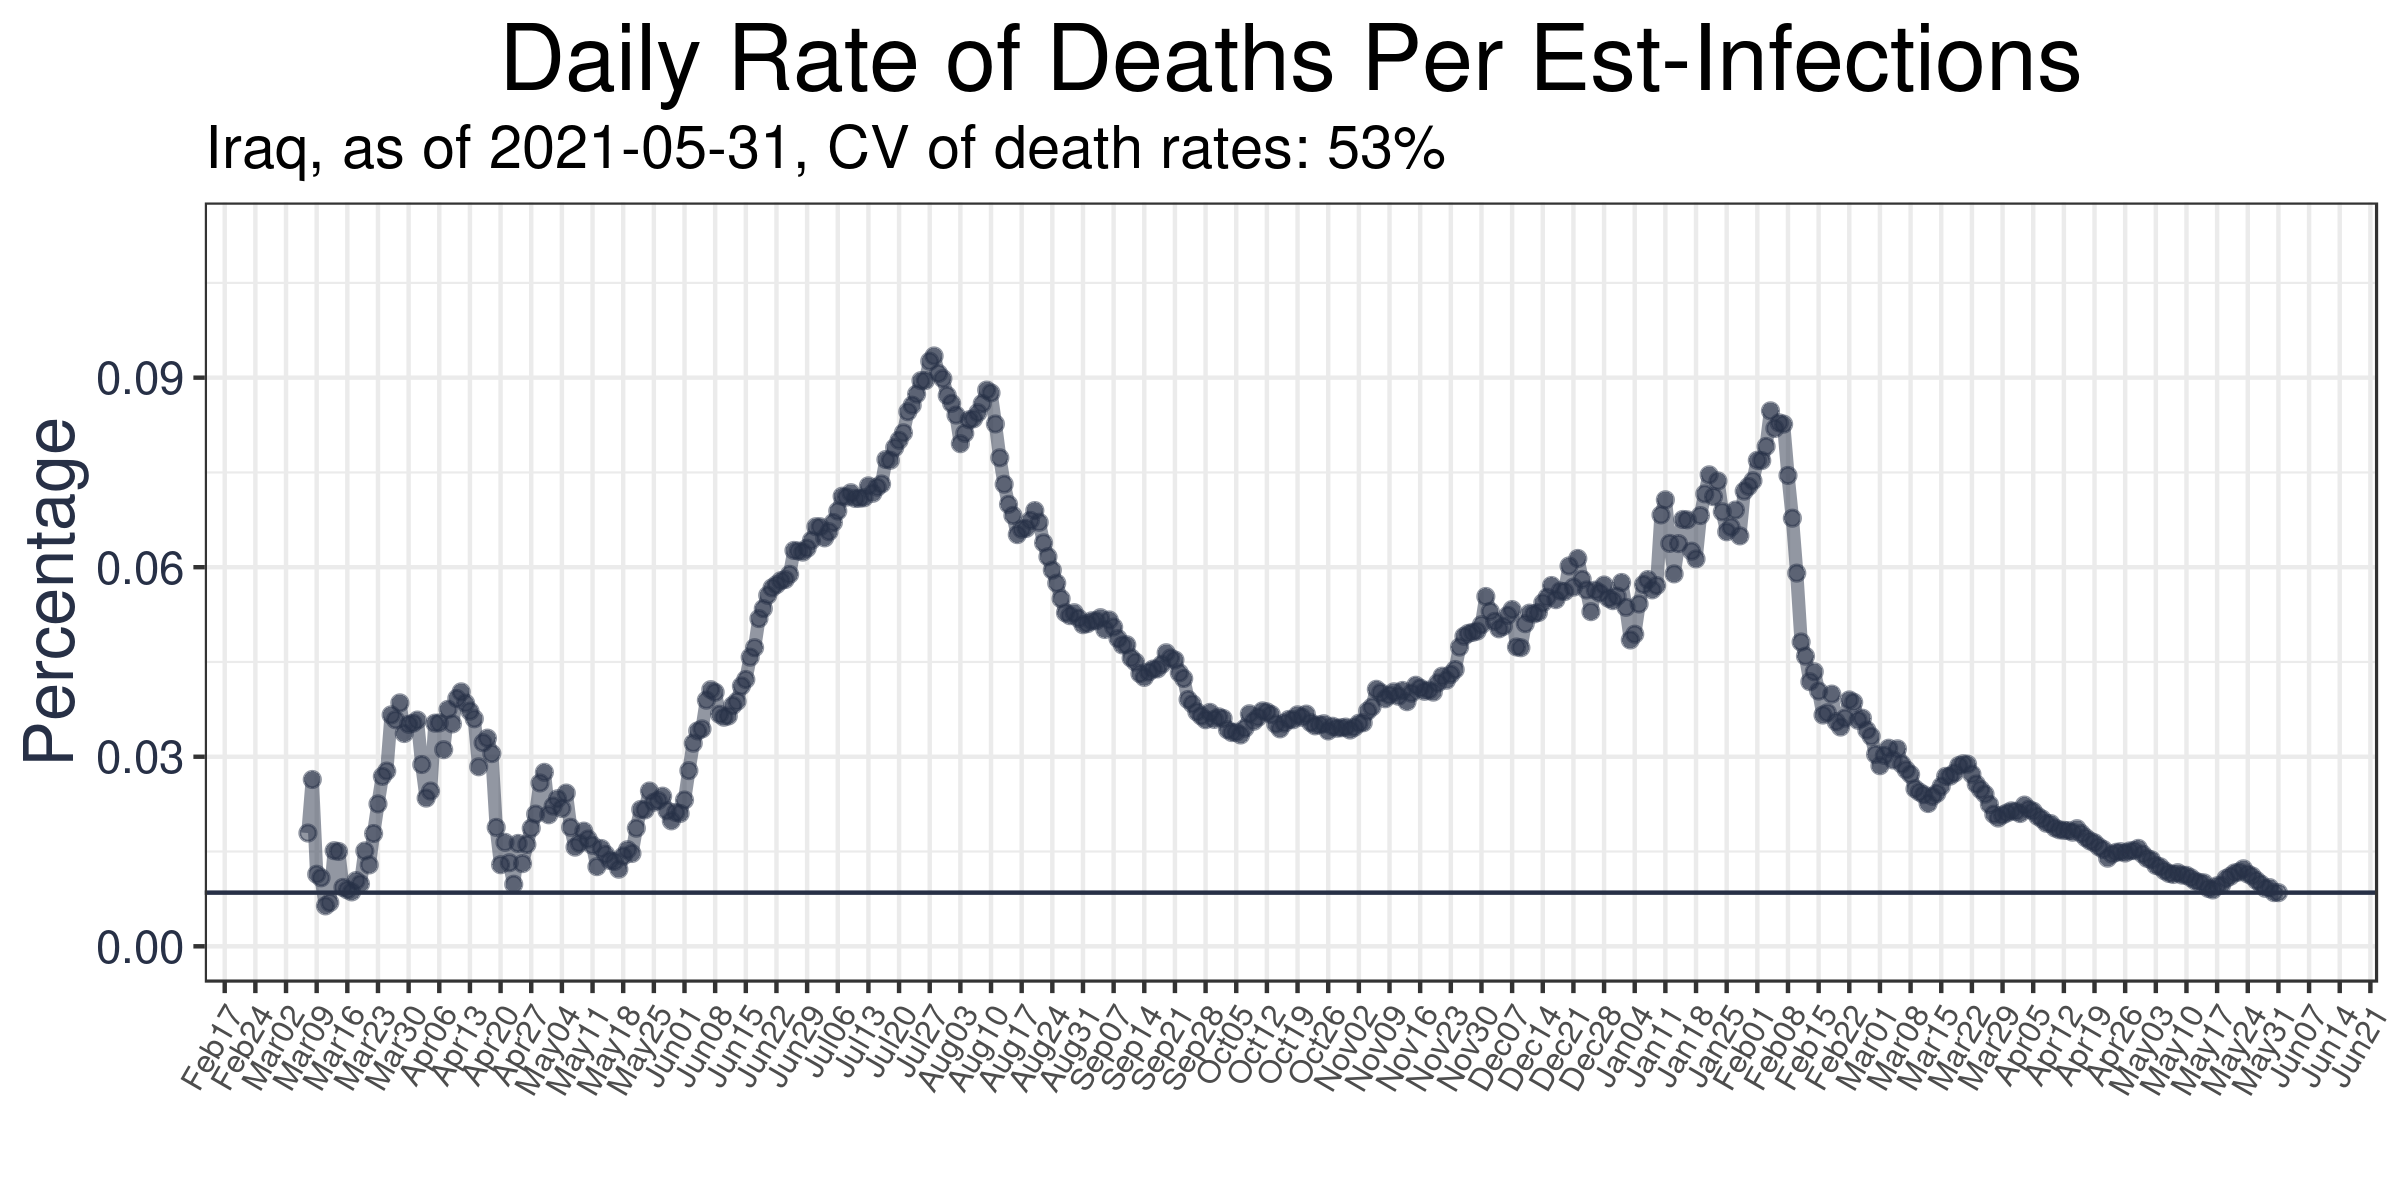 Daily Rate of Deaths Per Est-Infections
Iraq, as of 2021-05-31, CV of death rates: 53%
Percentage
0.09
0.06
0.03
0.00
Feb17
Feb24
Mar02
Mar09
Mar16
Mar23
Mar30
Apr06
Apr13
Apr20
Apr27
May04
May11
May18
May25
Jun01
Jun08
Jun15
Jun22
Jun29
Jul06
Jul13
Jul20
Jul27
Aug03
Aug10
Aug17
Aug24
Aug31
Sep07
Sep14
Sep21
Sep28
Oct05
Oct12
Oct19
Oct26
Nov02
Nov09
Nov16
Nov23
Nov30
Dec07
Dec14
Dec21
Dec28
Jan04
Jan11
Jan18
Jan25
Feb01
Feb08
Feb15
Feb22
Mar01
Mar08
Mar15
Mar22
Mar29
Apr05
Apr12
Apr19
Apr26
May03
May10
May17
May24
May31
Jun07
Jun14
Jun21